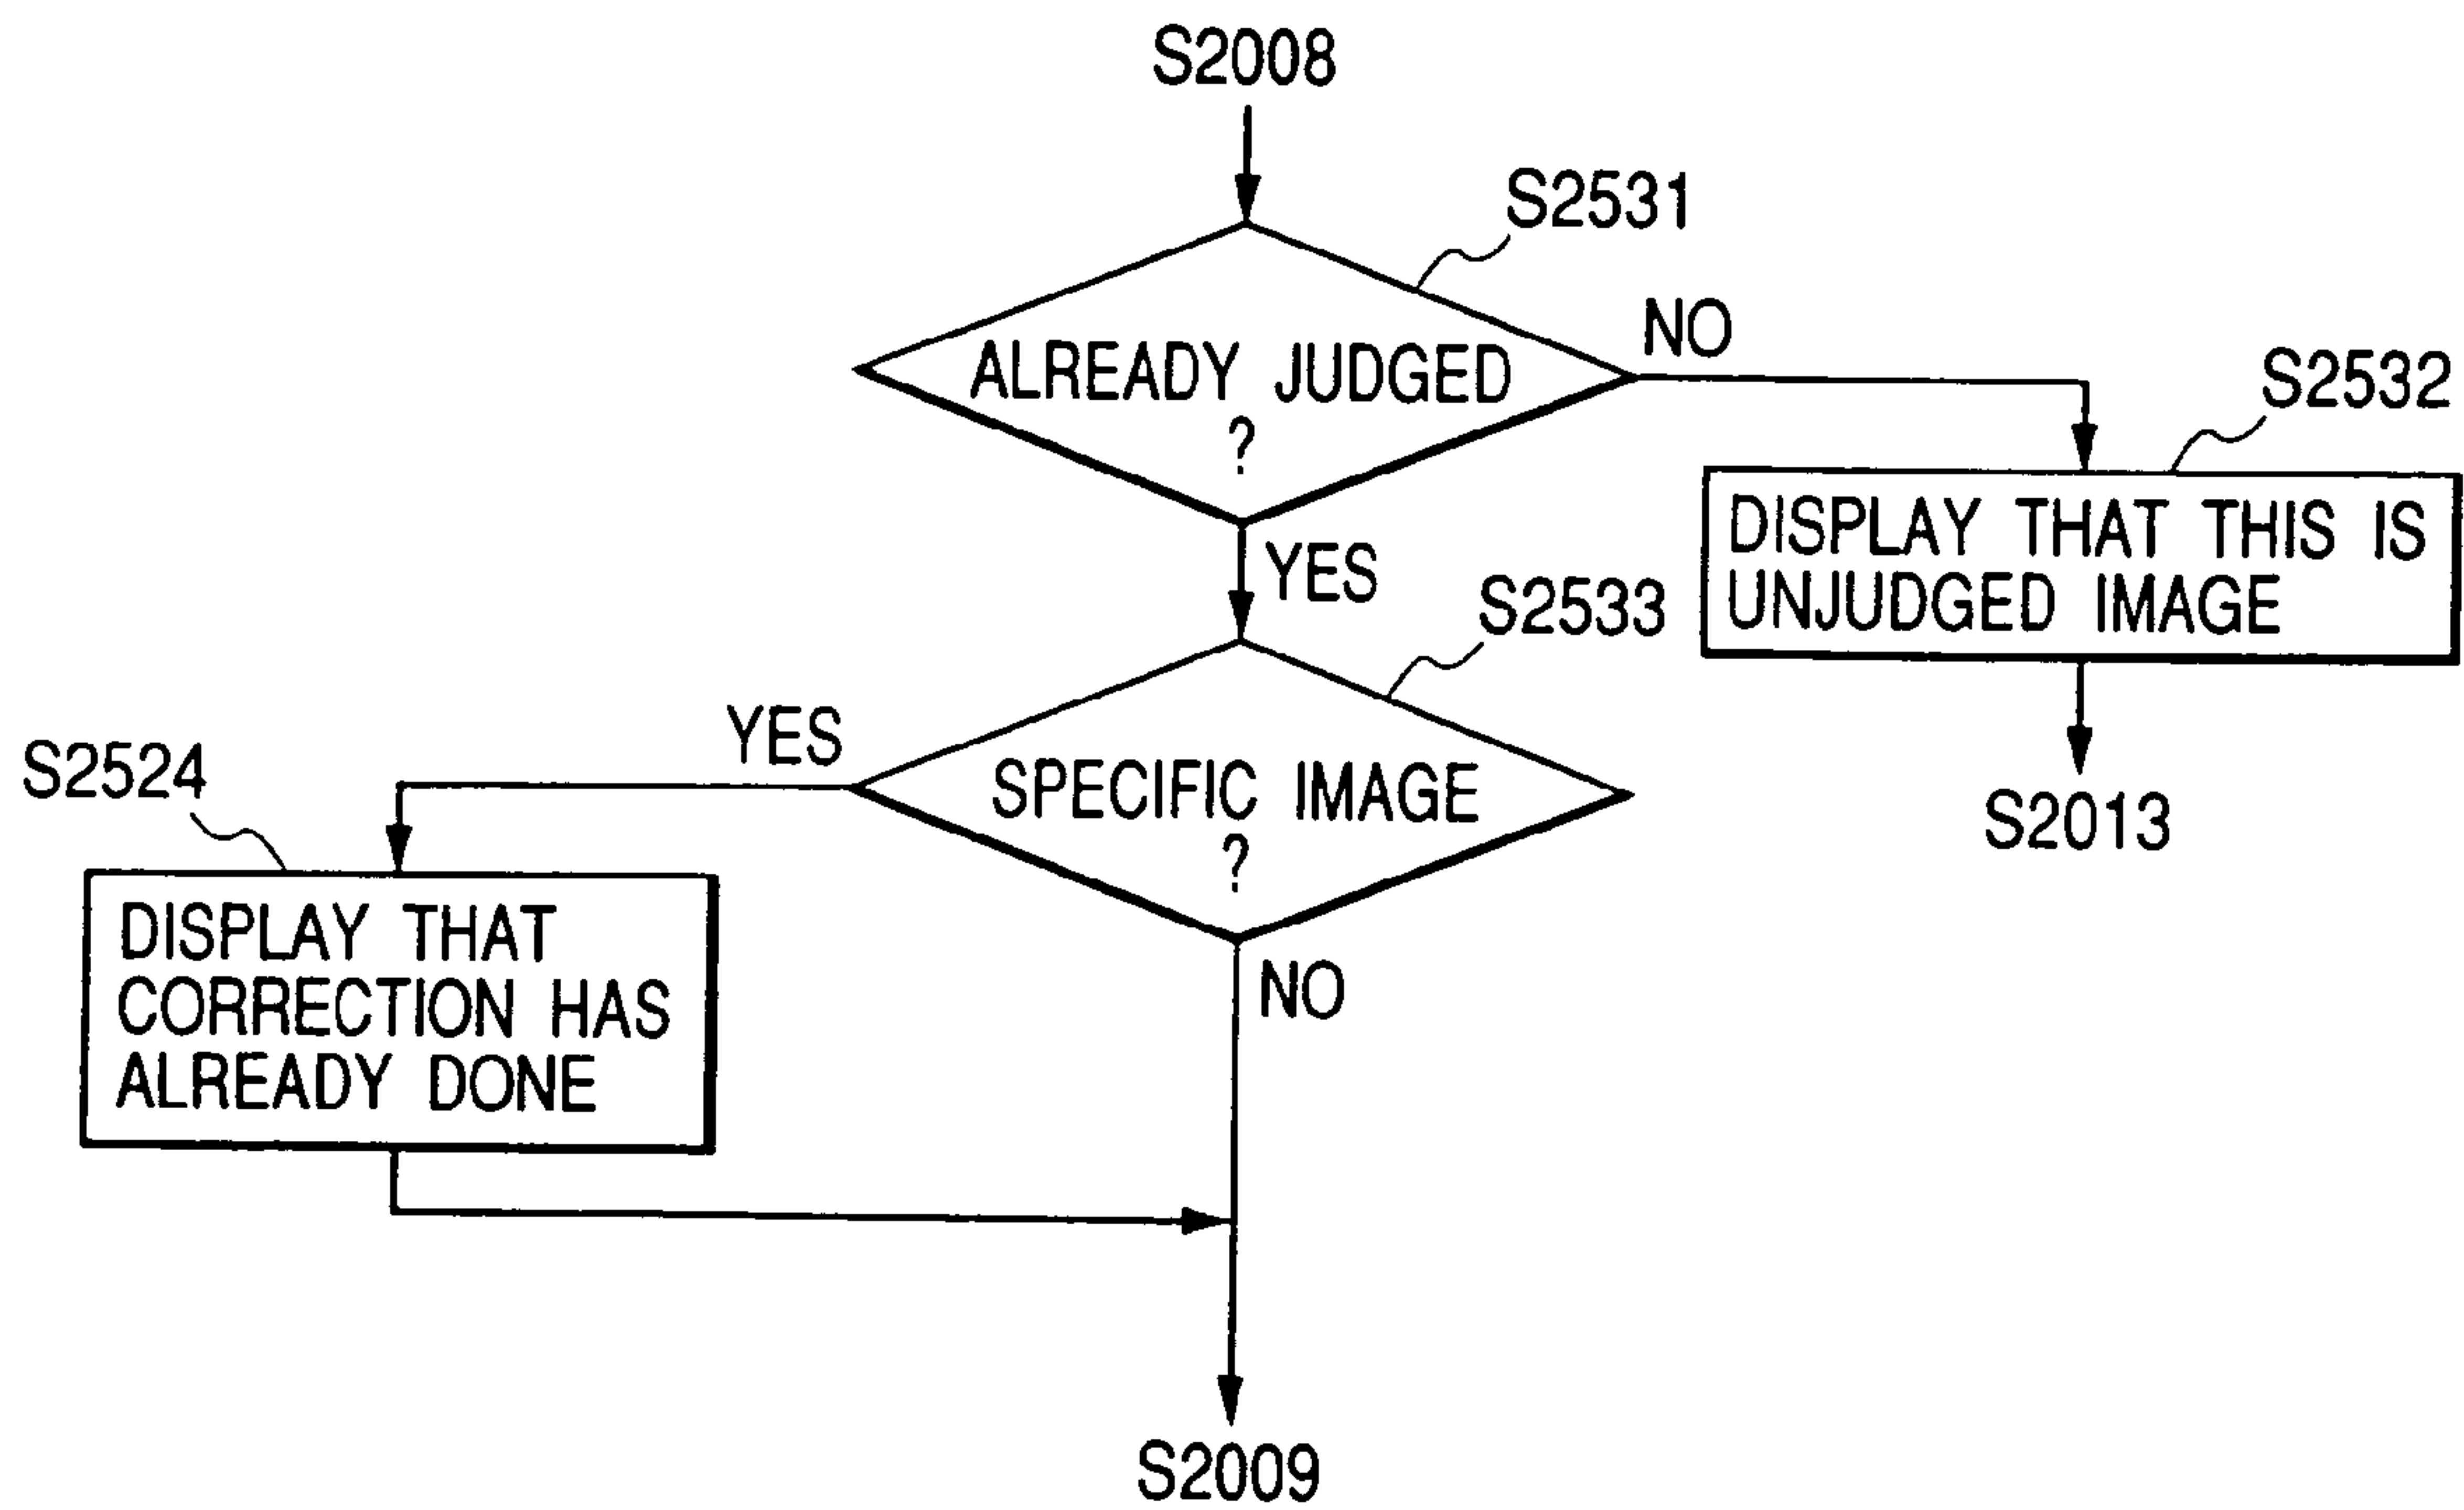 S2008
S2531
ALREADY JUDGED
?
NO
S2532
DISPLAY THAT THIS IS
UNJUDGED IMAGE
S2013
YES
S2533
SPECIFIC IMAGE
?
YES
S2524
DISPLAY THAT
CORRECTION HAS
ALREADY DONE
NO
S2009